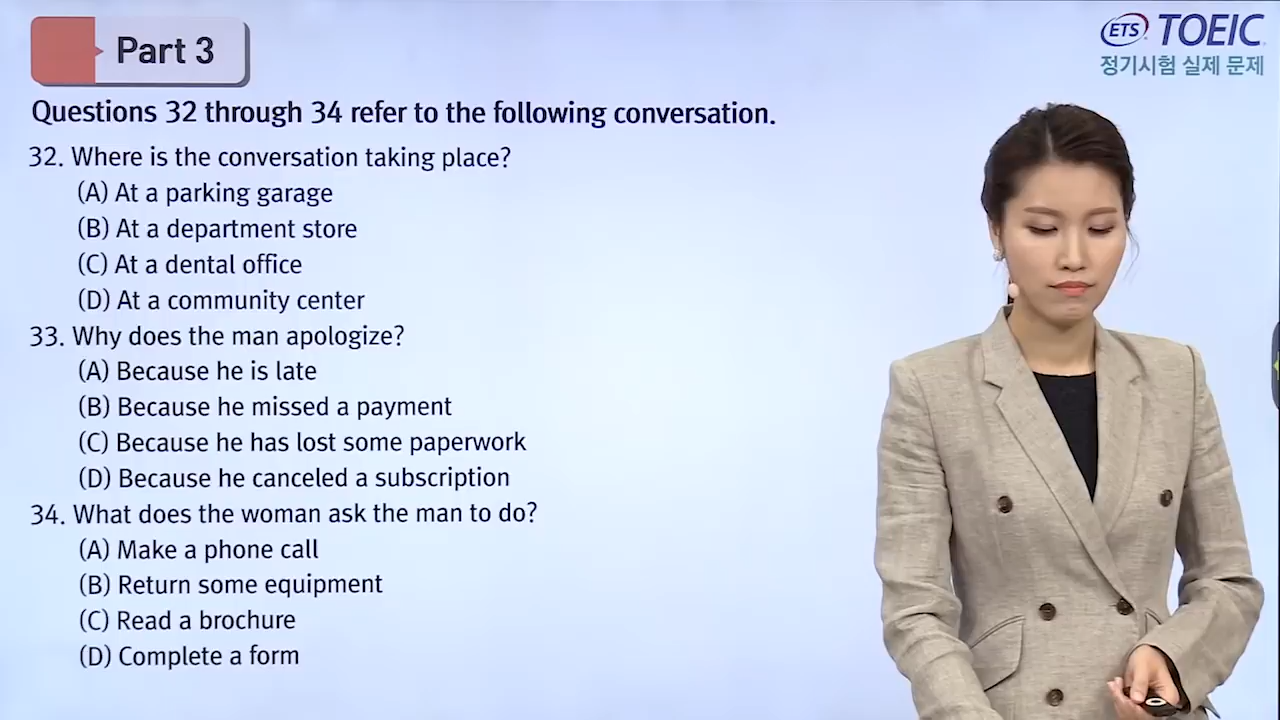 Part 3
ETS TOEIC
정기시험 실제 문제
Questions 32 through 34 refer to the following conversation.
32. Where is the conversation taking place?
(A) At a parking garage
(B) At a department store
(C) At a dental office
(D) At a community center
33. Why does the man apologize?
(A) Because he is late
(B) Because he missed a payment
(C) Because he has lost some paperwork
(D) Because he canceled a subscription
34. What does the woman ask the man to do?
(A) Make a phone call
(B) Return some equipment
(C) Read a brochure
(D) Complete a form